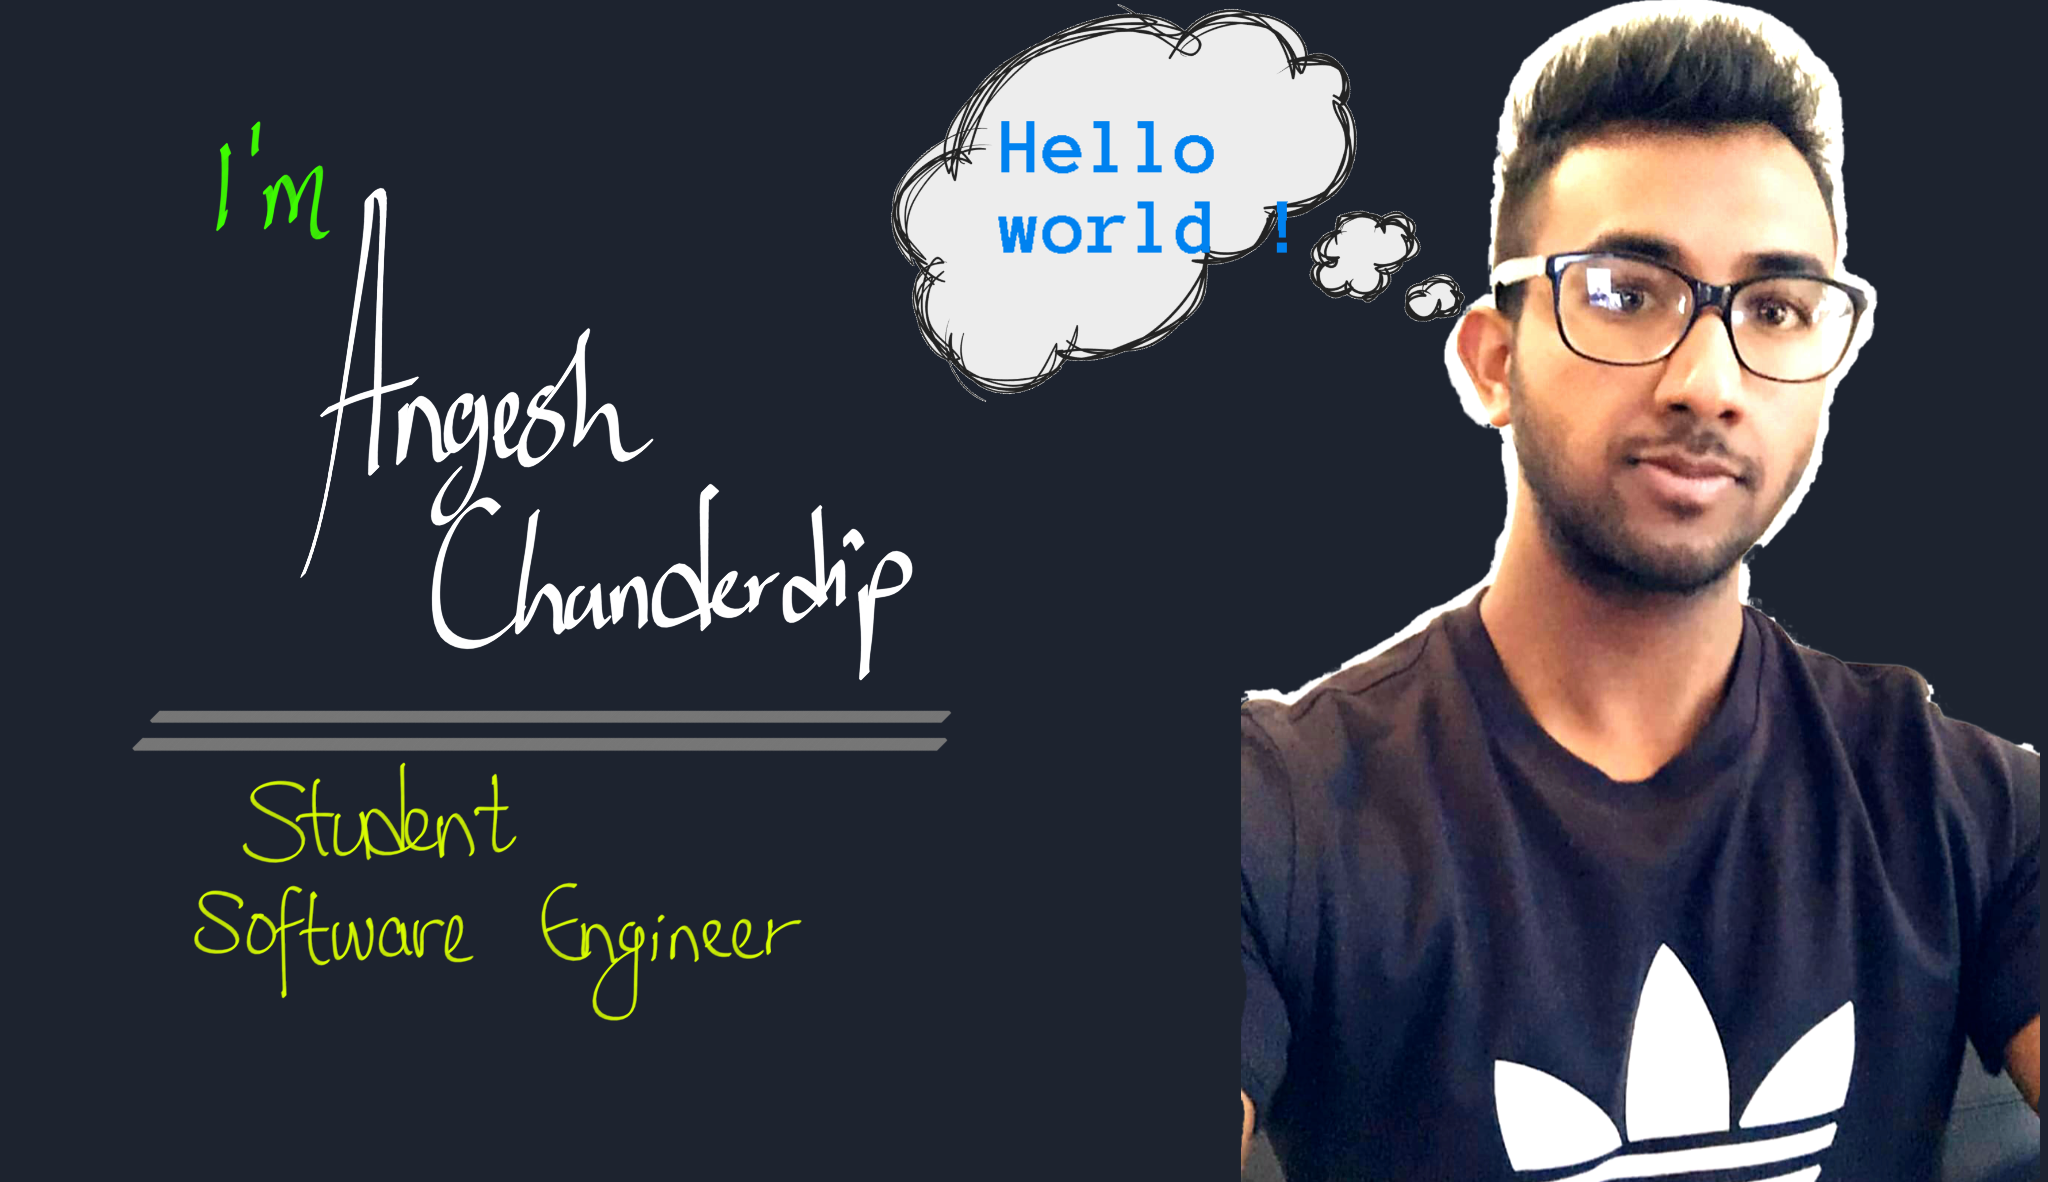 I'm
Angesh
Chanderdip
Student
Software Engineer
Hello
world !